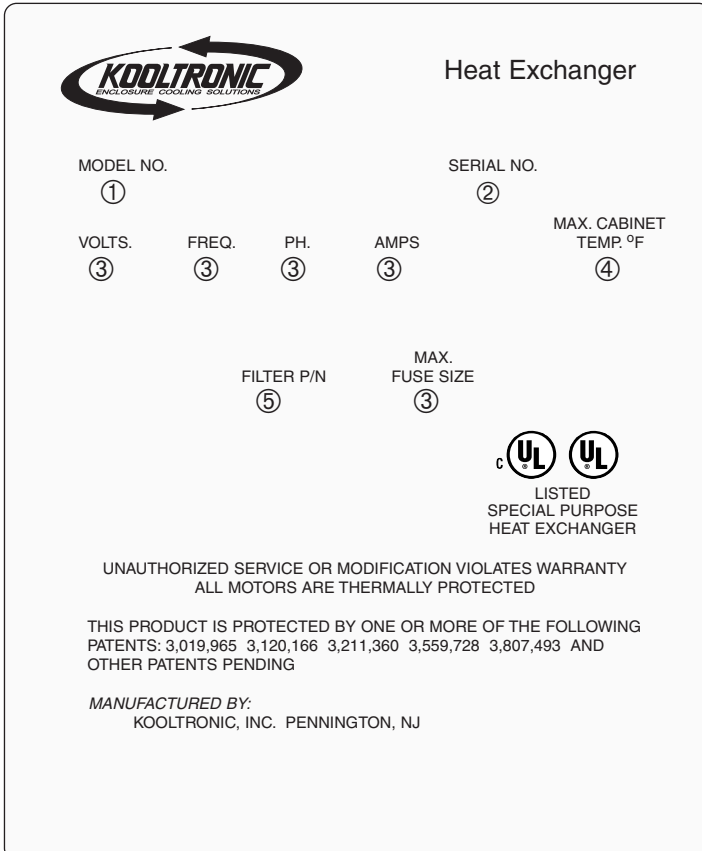 KOOLTRONIC
ENCLOSURE COOLING SOLUTIONS
Heat Exchanger
MODEL NO. SERIAL NO.
① ②
VOLTS. FREQ. PH. AMPS MAX. CABINET TEMP. °F
③ ③ ③ ③ ④
FILTER P/N MAX. FUSE SIZE
⑤ ③
C UL ® UL ®
LISTED
SPECIAL PURPOSE
HEAT EXCHANGER
UNAUTHORIZED SERVICE OR MODIFICATION VIOLATES WARRANTY
ALL MOTORS ARE THERMALLY PROTECTED
THIS PRODUCT IS PROTECTED BY ONE OR MORE OF THE FOLLOWING
PATENTS: 3,019,965 3,120,166 3,211,360 3,559,728 3,807,493 AND
OTHER PATENTS PENDING
MANUFACTURED BY:
KOOLTRONIC, INC. PENNINGTON, NJ